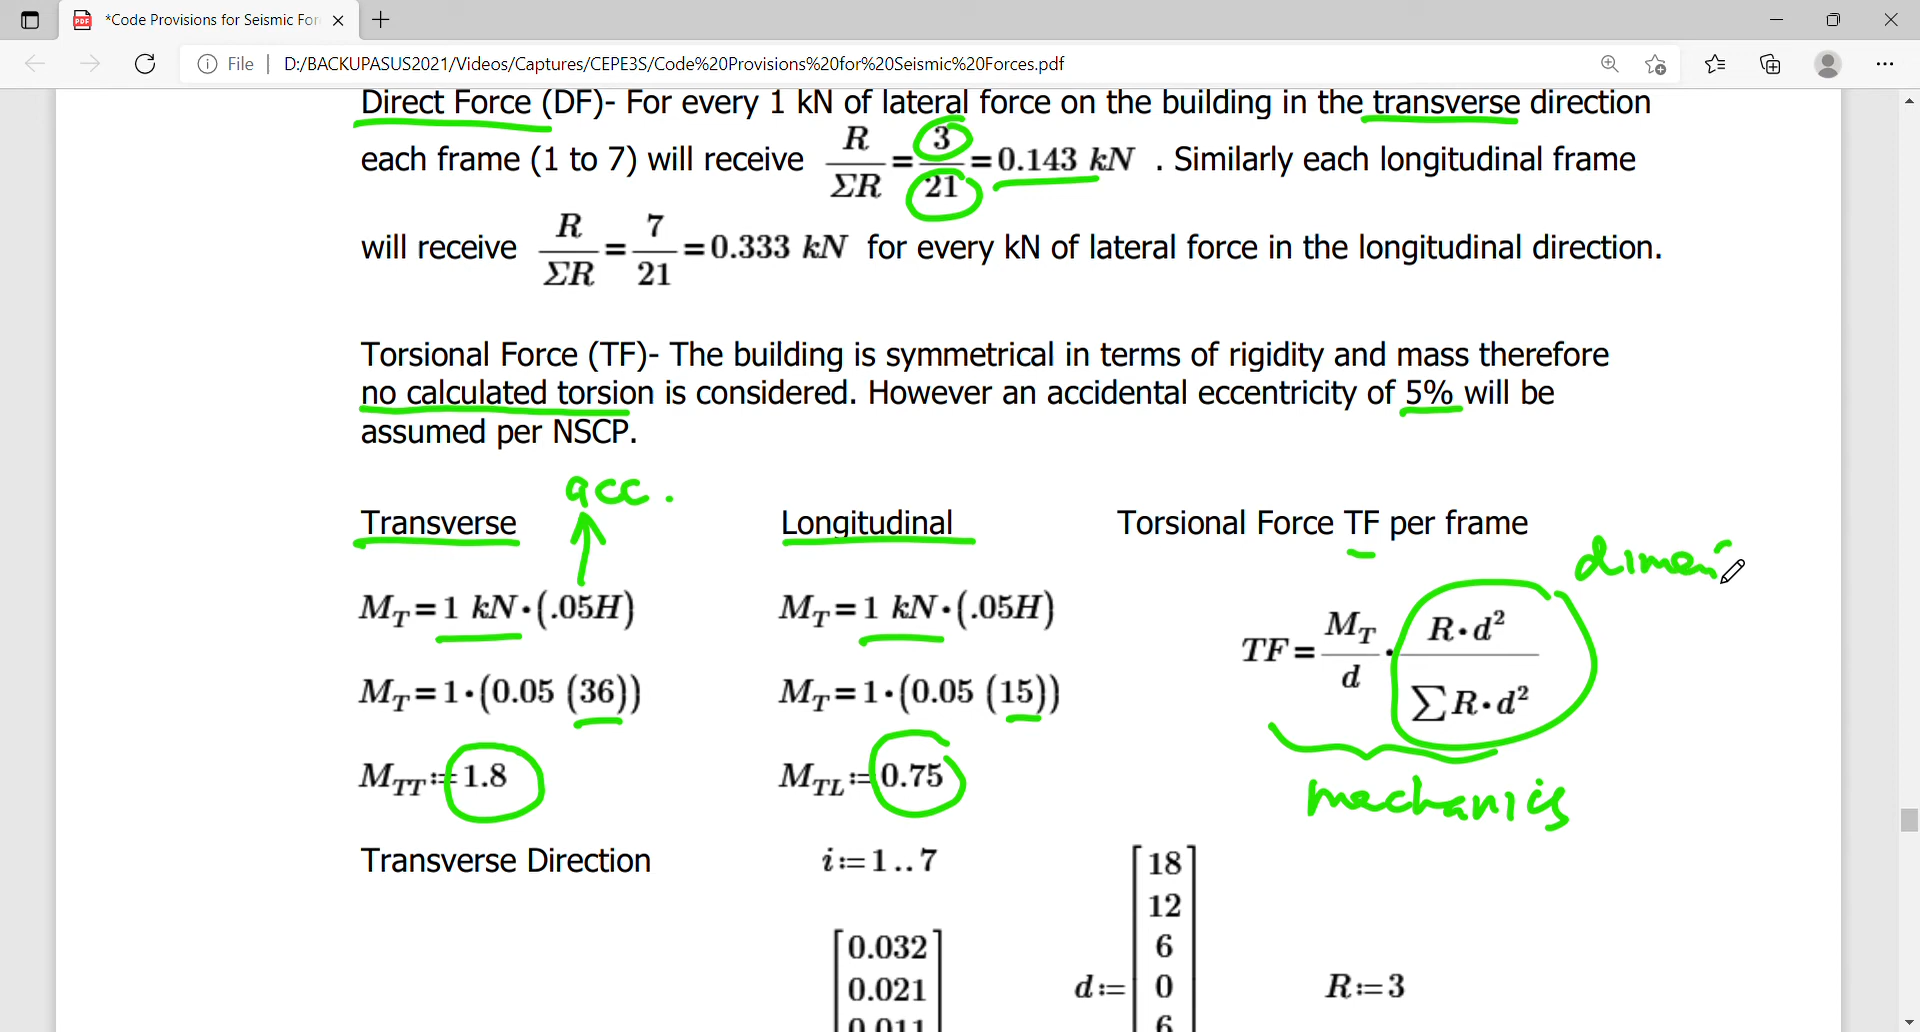 *Code Provisions for Seismic For
File | D:/BACKUPASUS2021/Videos/Captures/CEPE3S/Code%20Provisions%20for%20Seismic%20Forces.pdf
Direct Force (DF)- For every 1 kN of lateral force on the building in the transverse direction
each frame (1 to 7) will receive R/ΣR = 3/21 = 0.143 kN . Similarly each longitudinal frame
will receive R/ΣR = 7/21 = 0.333 kN for every kN of lateral force in the longitudinal direction.
Torsional Force (TF)- The building is symmetrical in terms of rigidity and mass therefore
no calculated torsion is considered. However an accidental eccentricity of 5% will be
assumed per NSCP.
acc.
Transverse Longitudinal Torsional Force TF per frame
dimen
M_T = 1 kN·(.05H) M_T = 1 kN·(.05H) TF = M_T/d · R·d²/∑R·d²
M_T = 1·(0.05 (36)) M_T = 1·(0.05 (15))
M_TT := 1.8 M_TL := 0.75
mechanics
Transverse Direction i := 1..7
18
12
0.032 6
0.021 d := 0 R := 3
0.011 6